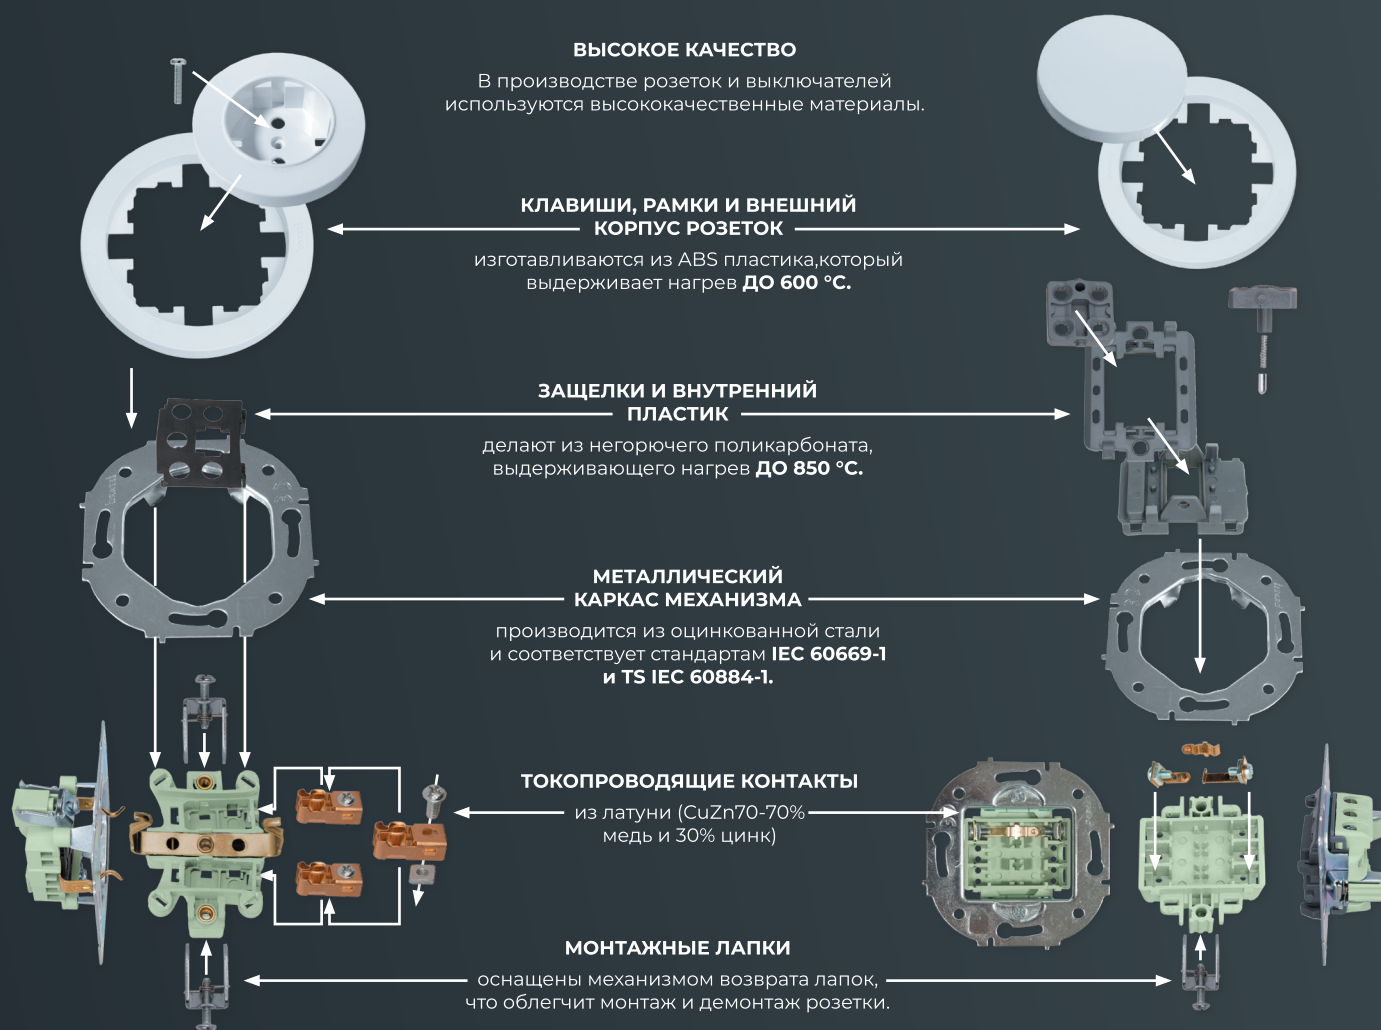 ВЫСОКОЕ КАЧЕСТВО
В производстве розеток и выключателей
используются высококачественные материалы.
КЛАВИШИ, РАМКИ И ВНЕШНИЙ
КОРПУС РОЗЕТОК
изготавливаются из ABS пластика,который
выдерживает нагрев ДО 600 °C.
ЗАЩЕЛКИ И ВНУТРЕННИЙ
ПЛАСТИК
делают из негорючего поликарбоната,
выдерживающего нагрев ДО 850 °C.
МЕТАЛЛИЧЕСКИЙ
КАРКАС МЕХАНИЗМА
производится из оцинкованной стали
и соответствует стандартам IEC 60669-1
и TS IEC 60884-1.
ТОКОПРОВОДЯЩИЕ КОНТАКТЫ
из латуни (CuZn70-70%
медь и 30% цинк)
МОНТАЖНЫЕ ЛАПКИ
оснащены механизмом возврата лапок,
что облегчит монтаж и демонтаж розетки.